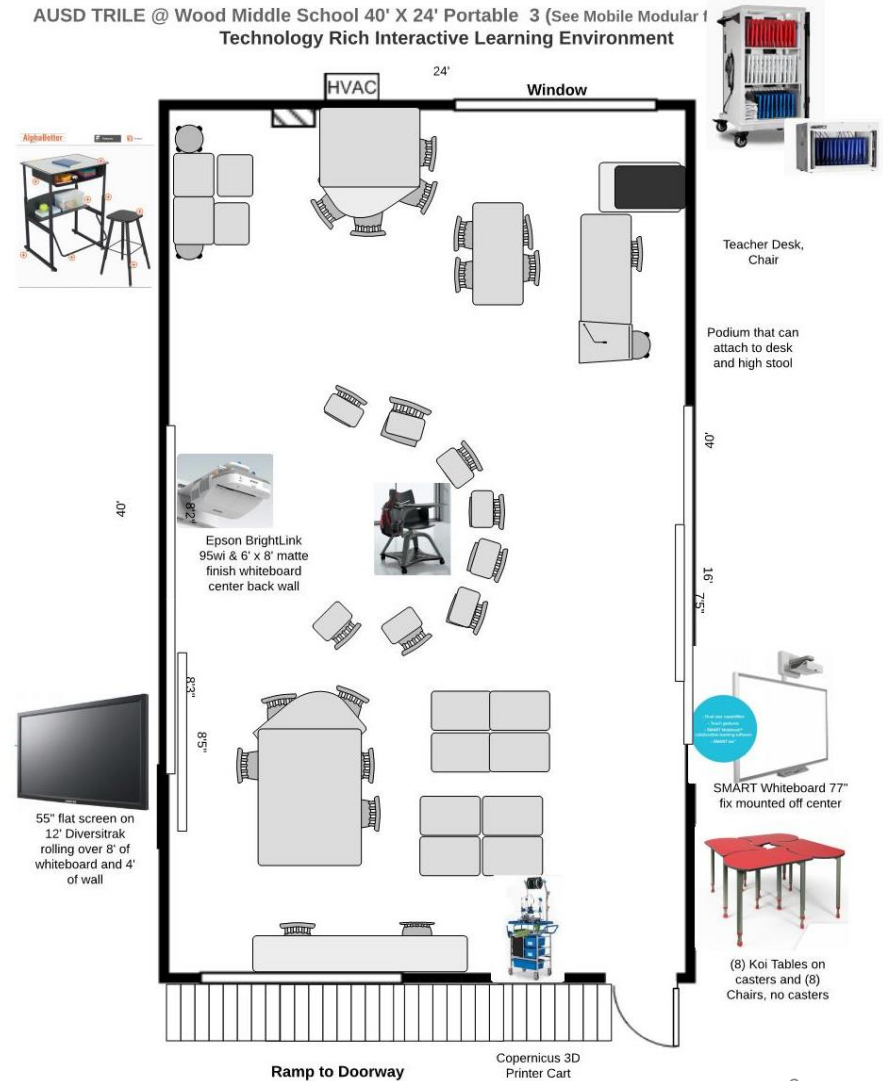 AUSD TRILE @ Wood Middle School 40' X 24' Portable 3 (See Mobile Modular f
Technology Rich Interactive Learning Environment
24'
HVAC
Window
AlphaBetter
Teacher Desk,
Chair
Podium that can
attach to desk
and high stool
40'
40'
8'2"
Epson BrightLink
95wi & 6' x 8' matte
finish whiteboard
center back wall
16'
7'5"
8'3"
8'5"
55" flat screen on
12' Diversitrak
rolling over 8' of
whiteboard and 4'
of wall
SMART Whiteboard 77"
fix mounted off center
(8) Koi Tables on
casters and (8)
Chairs, no casters
Ramp to Doorway
Copernicus 3D
Printer Cart